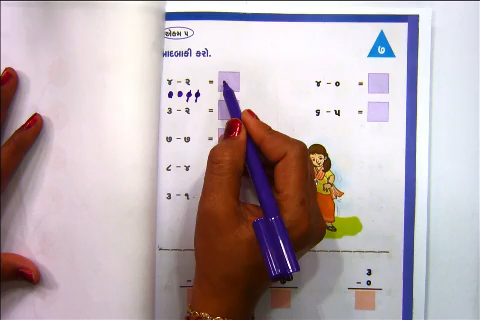 એકમ ૫
૭
બાદબાકી કરો.
૪ - ૨ =
૪ - ૦ =
૩ - ૨ =
૬ - ૫ =
૭ - ૭ =
૮ - ૪
૩ - ૧
૩
- ૦